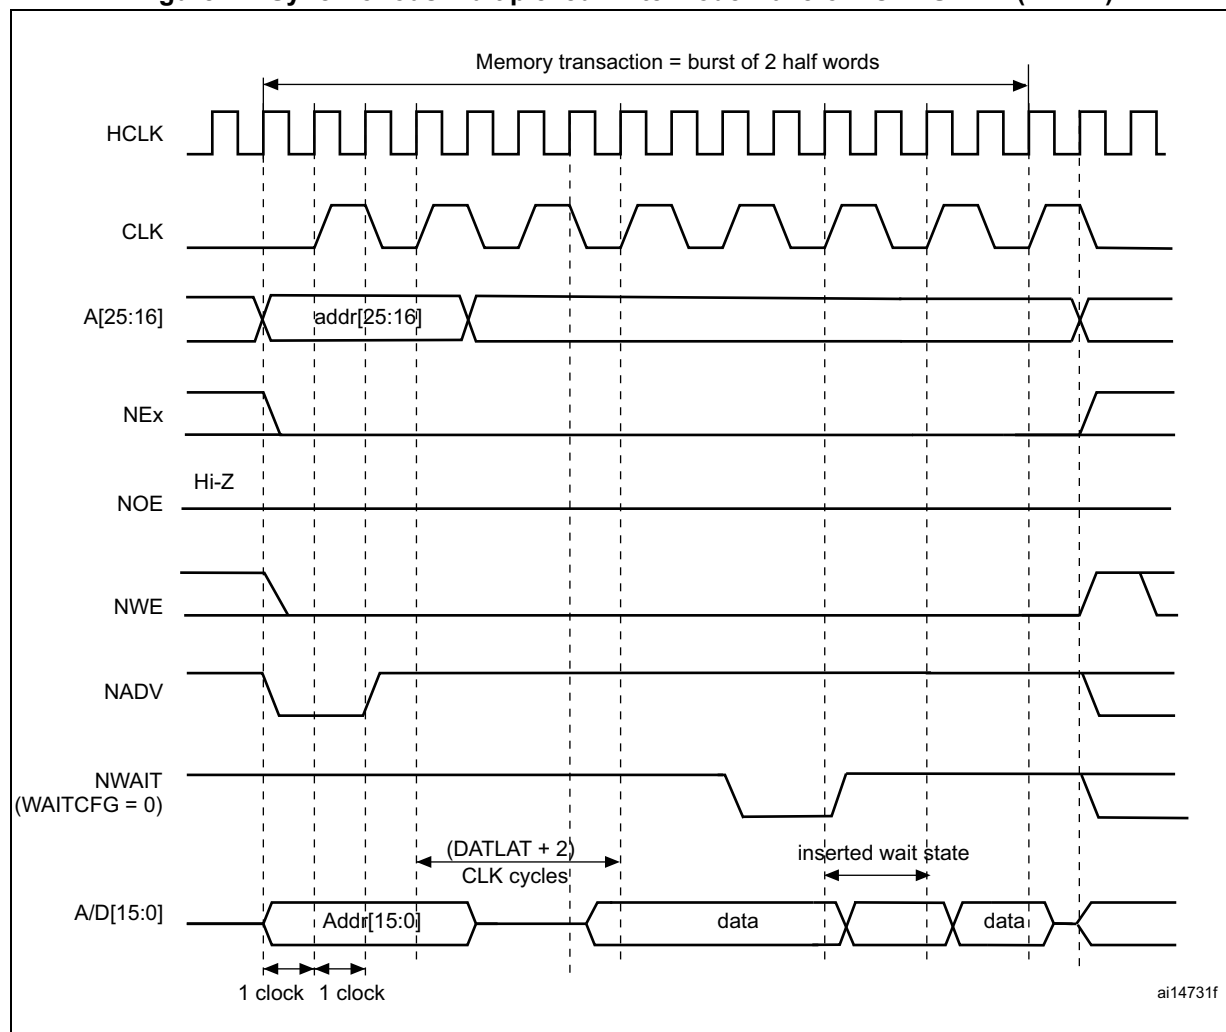 Memory transaction = burst of 2 half words
HCLK
CLK
A[25:16]
addr[25:16]
NEx
Hi-Z
NOE
NWE
NADV
NWAIT
(WAITCFG = 0)
(DATLAT + 2)
CLK cycles
inserted wait state
A/D[15:0]
Addr[15:0]
data
data
1 clock 1 clock
ai14731f